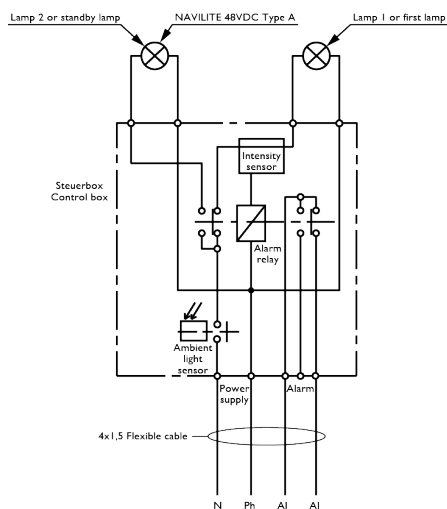 Lamp 2 or standby lamp
NAVILITE 48VDC Type A
Lamp 1 or first lamp
Intensity
sensor
Steuerbox
Control box
Alarm
relay
Ambient
light
sensor
Power
supply
Alarm
4x1,5 Flexible cable
N
Ph
Al
Al